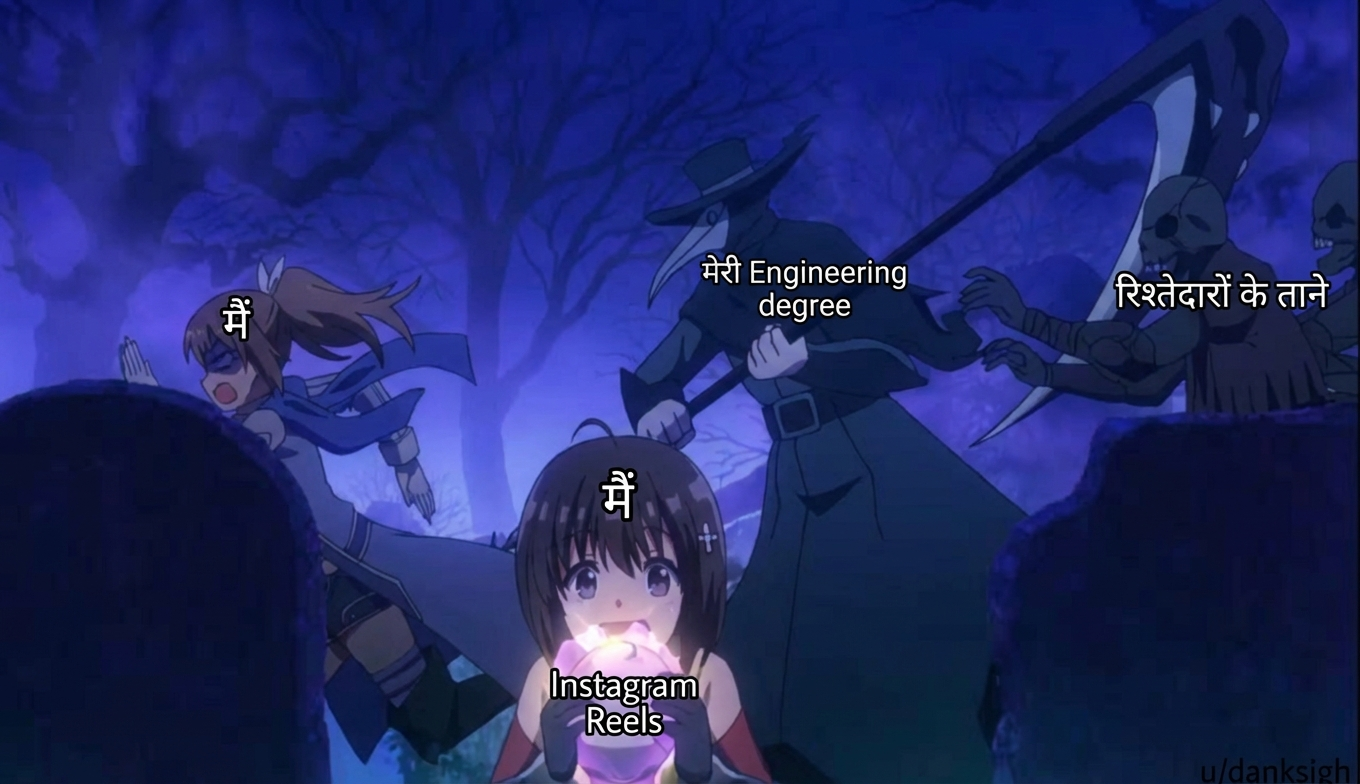 मैं
मेरी Engineering
degree
रिश्तेदारों के ताने
मैं
Instagram
Reels
u/danksigh